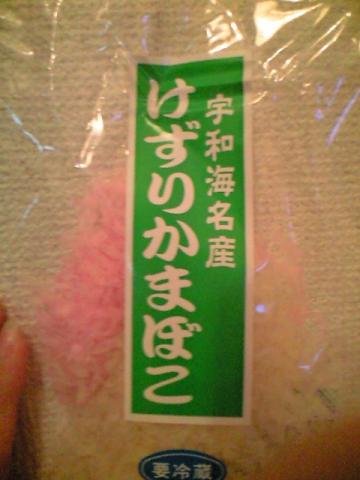 宇和海名産
けずりかまぼこ
要冷蔵